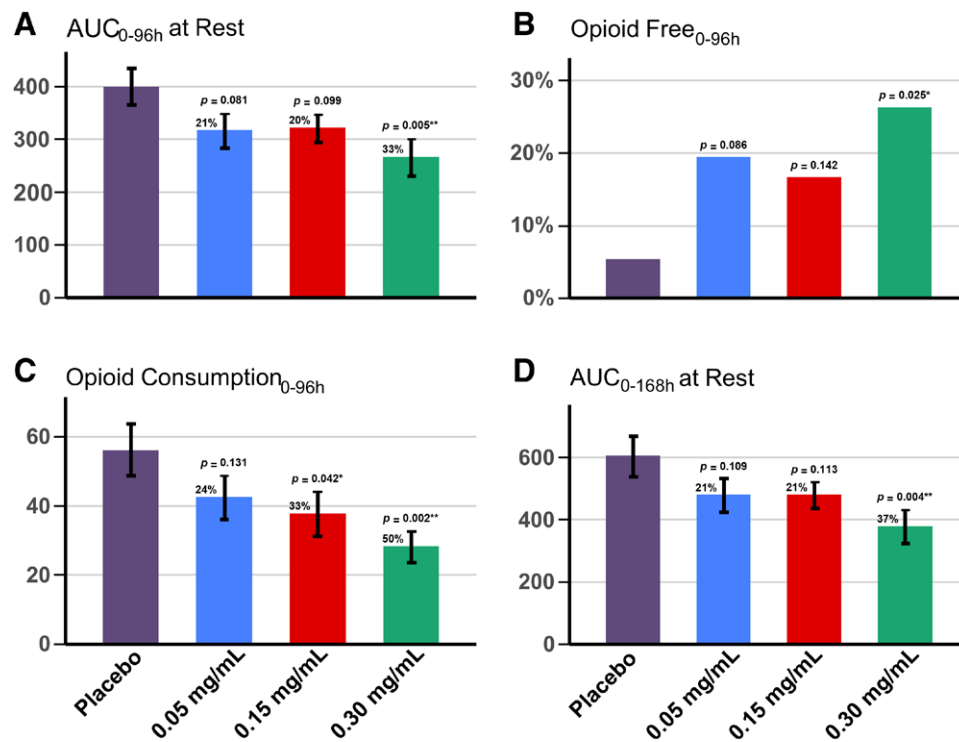 A AUC0-96h at Rest
400
300
200
100
0
p = 0.081
21%
p = 0.099
20%
p = 0.005**
33%
B Opioid Free0-96h
30%
20%
10%
0%
p = 0.086
p = 0.142
p = 0.025*
C Opioid Consumption0-96h
60
40
20
0
p = 0.131
24%
p = 0.042*
33%
p = 0.002**
50%
Placebo
0.05 mg/mL
0.15 mg/mL
0.30 mg/mL
D AUC0-168h at Rest
600
400
200
0
p = 0.109
21%
p = 0.113
21%
p = 0.004**
37%
Placebo
0.05 mg/mL
0.15 mg/mL
0.30 mg/mL